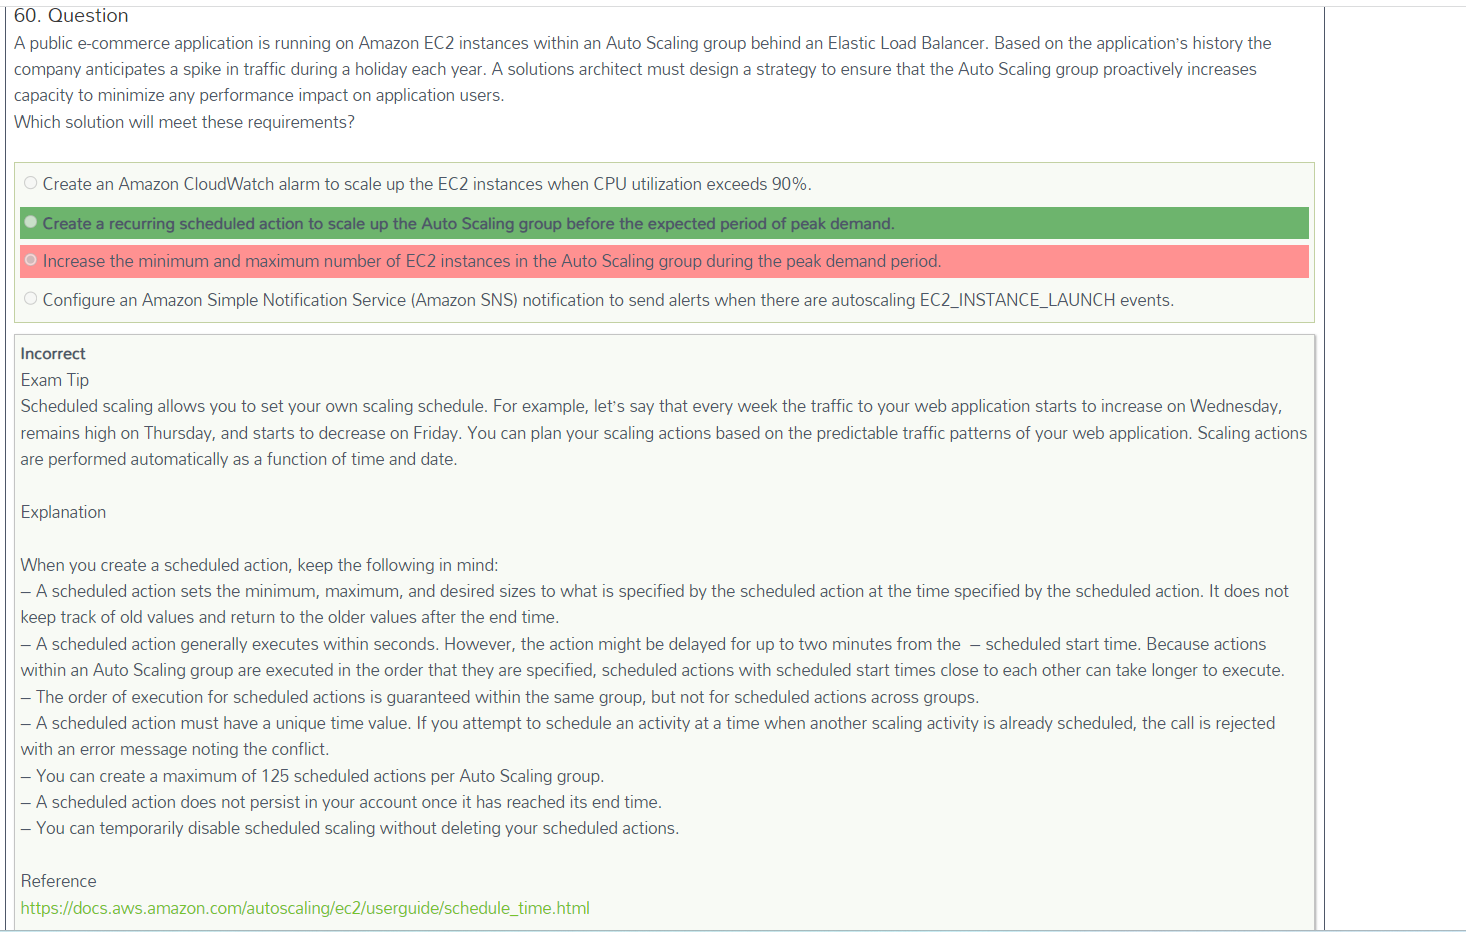 60. Question
A public e-commerce application is running on Amazon EC2 instances within an Auto Scaling group behind an Elastic Load Balancer. Based on the application's history the
company anticipates a spike in traffic during a holiday each year. A solutions architect must design a strategy to ensure that the Auto Scaling group proactively increases
capacity to minimize any performance impact on application users.
Which solution will meet these requirements?
Create an Amazon CloudWatch alarm to scale up the EC2 instances when CPU utilization exceeds 90%.
Create a recurring scheduled action to scale up the Auto Scaling group before the expected period of peak demand.
Increase the minimum and maximum number of EC2 instances in the Auto Scaling group during the peak demand period.
Configure an Amazon Simple Notification Service (Amazon SNS) notification to send alerts when there are autoscaling EC2_INSTANCE_LAUNCH events.
Incorrect
Exam Tip
Scheduled scaling allows you to set your own scaling schedule. For example, let's say that every week the traffic to your web application starts to increase on Wednesday,
remains high on Thursday, and starts to decrease on Friday. You can plan your scaling actions based on the predictable traffic patterns of your web application. Scaling actions
are performed automatically as a function of time and date.
Explanation
When you create a scheduled action, keep the following in mind:
– A scheduled action sets the minimum, maximum, and desired sizes to what is specified by the scheduled action at the time specified by the scheduled action. It does not
keep track of old values and return to the older values after the end time.
– A scheduled action generally executes within seconds. However, the action might be delayed for up to two minutes from the – scheduled start time. Because actions
within an Auto Scaling group are executed in the order that they are specified, scheduled actions with scheduled start times close to each other can take longer to execute.
– The order of execution for scheduled actions is guaranteed within the same group, but not for scheduled actions across groups.
– A scheduled action must have a unique time value. If you attempt to schedule an activity at a time when another scaling activity is already scheduled, the call is rejected
with an error message noting the conflict.
– You can create a maximum of 125 scheduled actions per Auto Scaling group.
– A scheduled action does not persist in your account once it has reached its end time.
– You can temporarily disable scheduled scaling without deleting your scheduled actions.
Reference
https://docs.aws.amazon.com/autoscaling/ec2/userguide/schedule_time.html